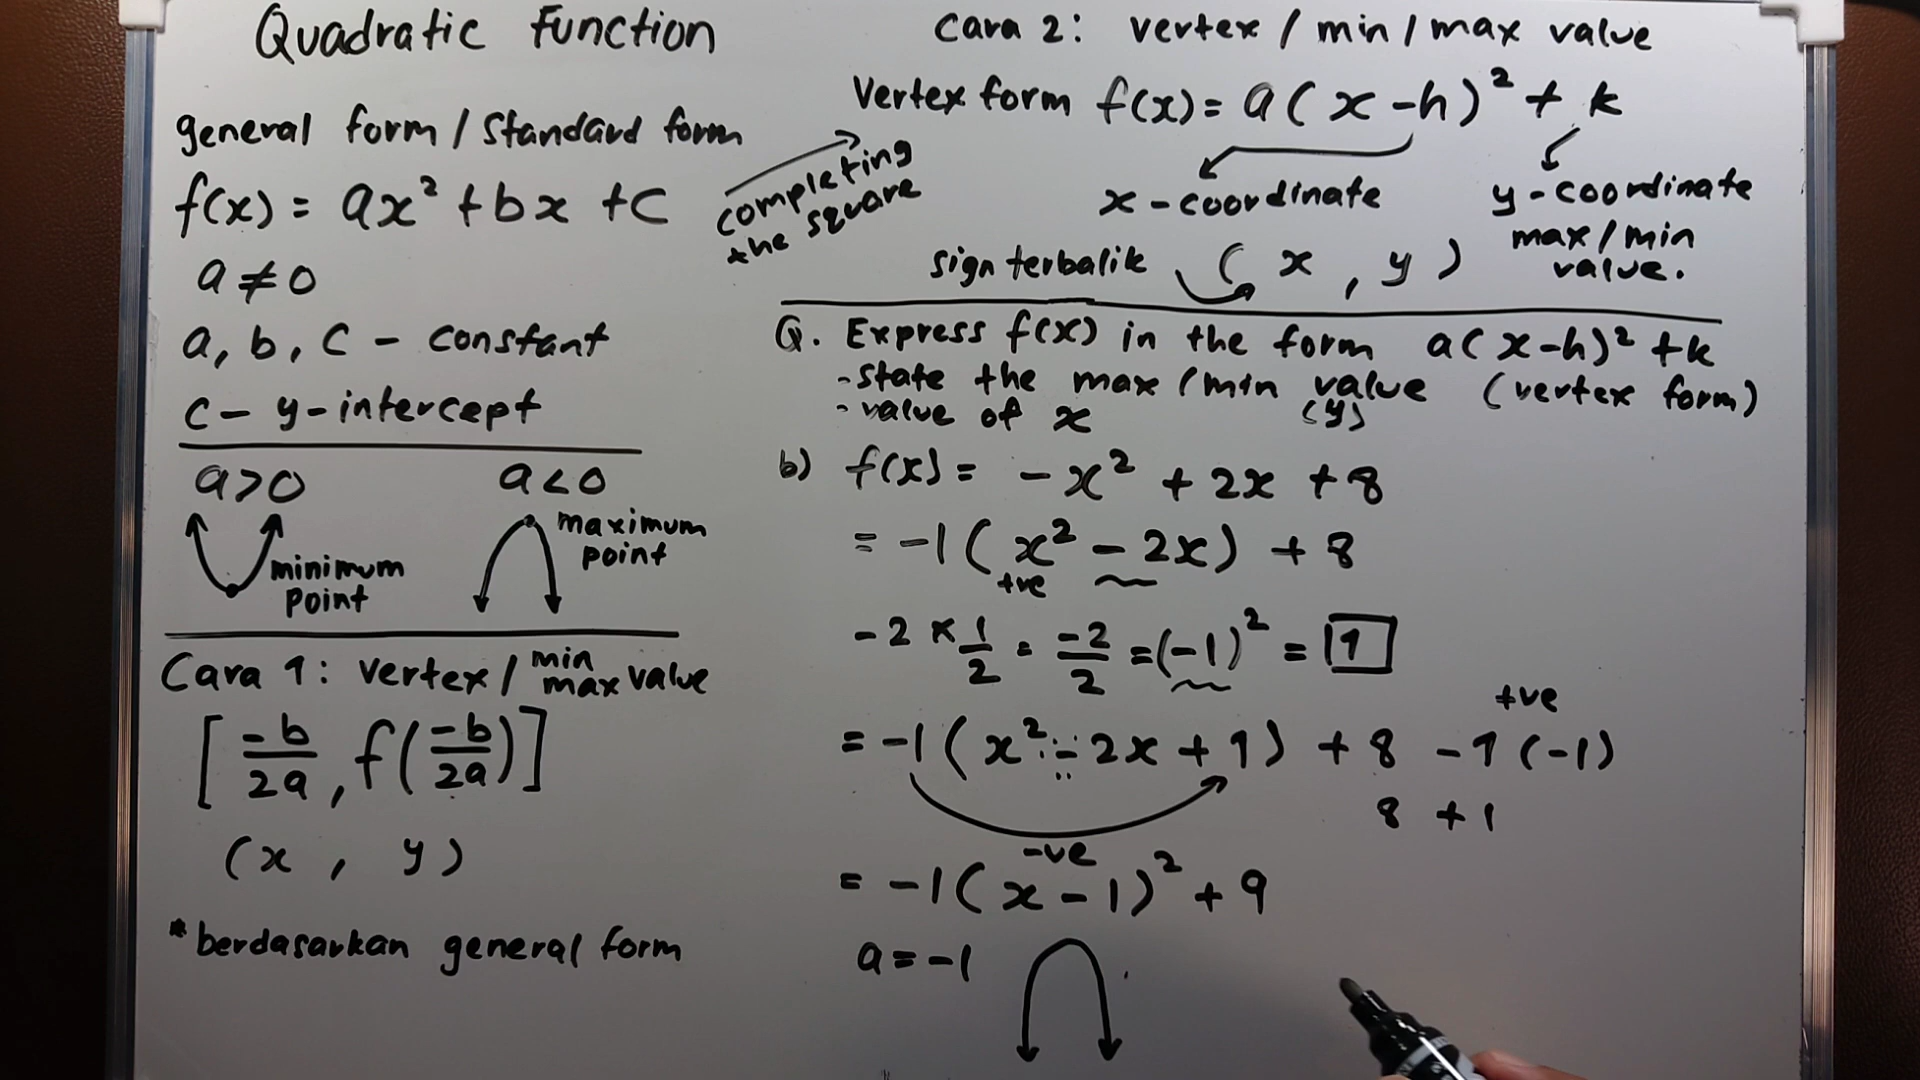 Quadratic Function
general form / Standard form
f(x) = ax² + bx + c
a ≠ 0
a, b, c - constant
c - y-intercept
a > 0
a < 0
minimum point
maximum point
Cara 1: vertex / min max value
[-b/2a, f(-b/2a)]
(x, y)
* berdasarkan general form
completing the square
Cara 2: vertex / min / max value
Vertex form f(x) = a(x - h)² + k
x - coordinate
y - coordinate
max / min value.
sign terbalik (x, y)
Q. Express f(x) in the form a(x-h)² + k
- state the max / min value (vertex form)
- value of x (y)
b) f(x) = -x² + 2x + 8
= -1(x² - 2x) + 8
+ve
-2 × 1/2 = -2/2 = (-1)² = 1
+ve
= -1(x² - 2x + 1) + 8 - 1(-1)
8 + 1
-ve
= -1(x - 1)² + 9
a = -1